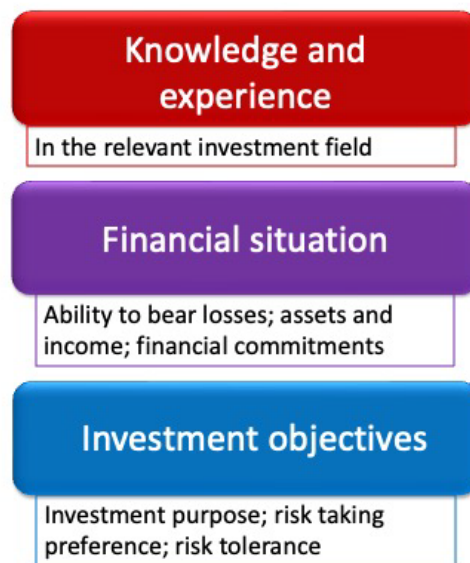 Knowledge and
experience
In the relevant investment field
Financial situation
Ability to bear losses; assets and
income; financial commitments
Investment objectives
Investment purpose; risk taking
preference; risk tolerance